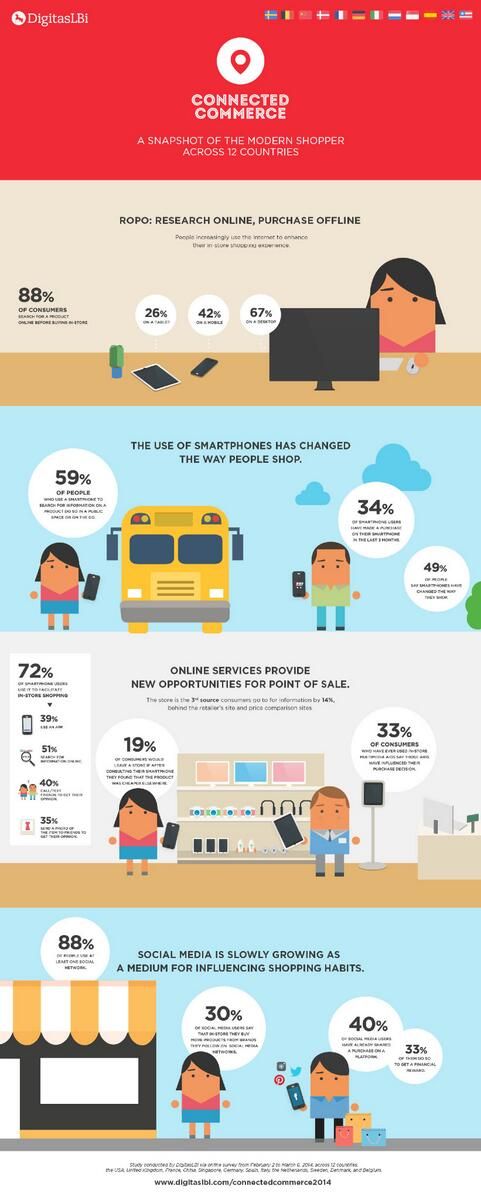 DigitasLBi
CONNECTED
COMMERCE
A SNAPSHOT OF THE MODERN SHOPPER
ACROSS 12 COUNTRIES
ROPO: RESEARCH ONLINE, PURCHASE OFFLINE
People increasingly use the internet to enhance
their in-store shopping experience.
88%
OF CONSUMERS
SEARCH FOR A PRODUCT
ONLINE BEFORE BUYING IN-STORE
26%
ON A TABLET
42%
ON A MOBILE
67%
ON A DESKTOP
THE USE OF SMARTPHONES HAS CHANGED
THE WAY PEOPLE SHOP.
59%
OF PEOPLE
WHO USE A SMARTPHONE TO
SEARCH FOR INFORMATION ON A
PRODUCT DO SO IN A PUBLIC
SPACE OR ON THE GO.
34%
OF SMARTPHONE USERS
HAVE MADE A PURCHASE
ON THEIR SMARTPHONE
IN THE LAST 3 MONTHS.
49%
OF PEOPLE
SAY SMARTPHONES HAVE
CHANGED THE WAY
THEY SHOP.
72%
OF SMARTPHONE USERS
USE IT TO FACILITATE
IN-STORE SHOPPING
39%
USE AN APP
51%
SEARCH FOR
INFORMATION ONLINE.
40%
CALL/TEXT
FRIENDS TO GET THEIR
OPINION.
35%
SEND A PHOTO OF
THE ITEM TO FRIENDS TO
GET THEIR OPINION.
ONLINE SERVICES PROVIDE
NEW OPPORTUNITIES FOR POINT OF SALE.
The store is the 3rd source consumers go to for information by 14%,
behind the retailer's site and price comparison sites
19%
OF CONSUMERS WOULD
LEAVE A STORE IF AFTER
CONSULTING THEIR SMARTPHONE
THEY FOUND THAT THE PRODUCT
WAS CHEAPER ELSEWHERE.
33%
OF CONSUMERS
WHO HAVE EVER USED IN-STORE
MULTIMEDIA AIDS SAY THOSE AIDS
HAVE INFLUENCED THEIR
PURCHASE DECISION.
88%
OF PEOPLE USE AT
LEAST ONE SOCIAL
NETWORK.
SOCIAL MEDIA IS SLOWLY GROWING AS
A MEDIUM FOR INFLUENCING SHOPPING HABITS.
30%
OF SOCIAL MEDIA USERS SAY
THAT IN-STORE THEY BUY
MORE PRODUCTS FROM BRANDS
THEY FOLLOW ON SOCIAL MEDIA
NETWORKS.
40%
OF SOCIAL MEDIA USERS
HAVE ALREADY SHARED
A PURCHASE ON A
PLATFORM.
33%
OF THEM DO SO
TO GET A FINANCIAL
REWARD.
Study conducted by DigitasLBi via online survey from February 2 to March 6, 2014, across 12 countries:
the USA, United Kingdom, France, China, Singapore, Germany, Spain, Italy, the Netherlands, Sweden, Denmark, and Belgium.
www.digitaslbi.com/connectedcommerce2014